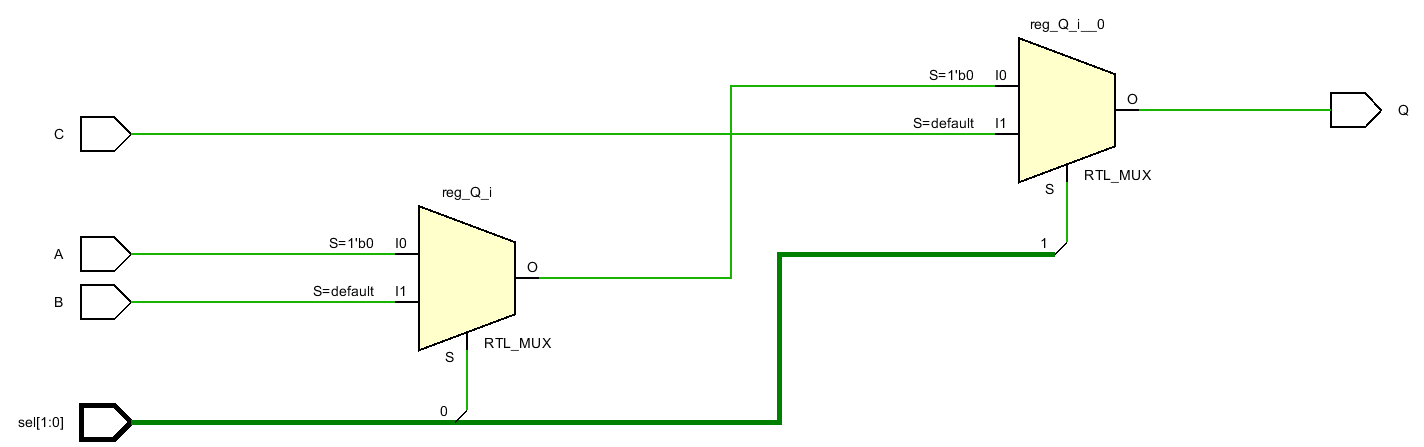 reg_Q_i__0
S=1'b0 I0
O
Q
C
S=default I1
S
RTL_MUX
reg_Q_i
A
S=1'b0 I0
1
O
B
S=default I1
S
RTL_MUX
0
sel[1:0]